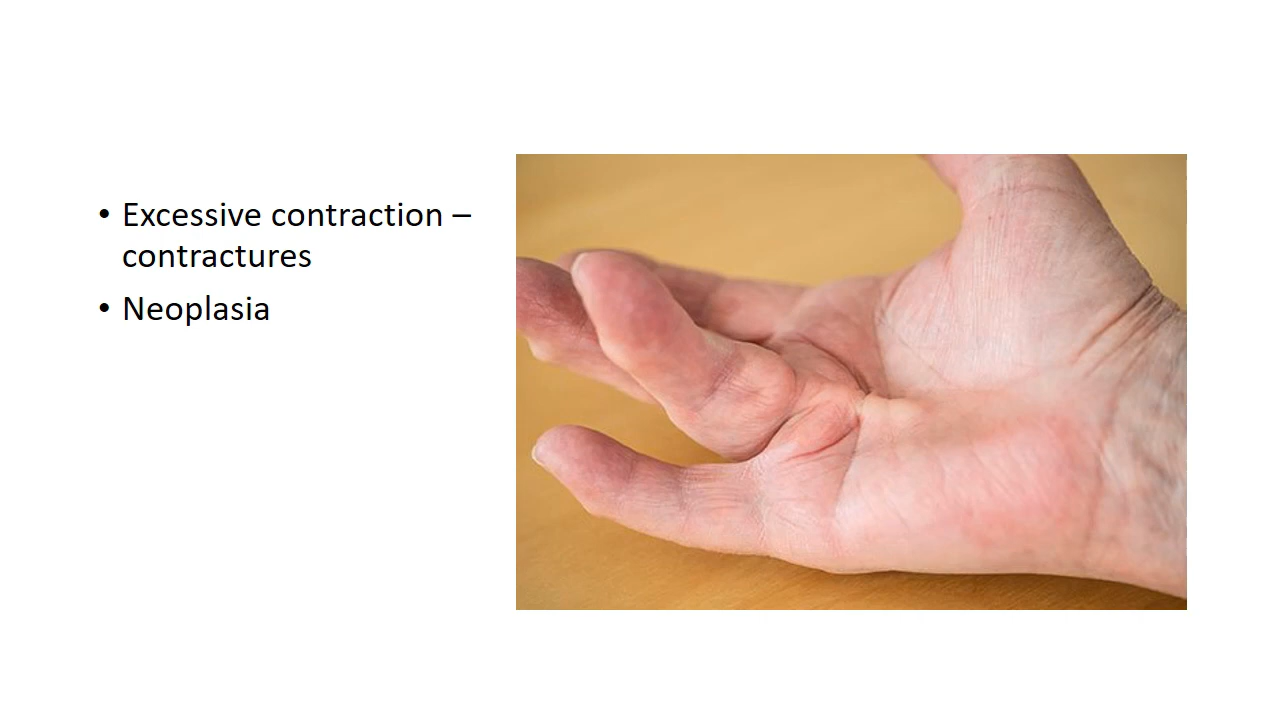 • Excessive contraction –
contractures
• Neoplasia